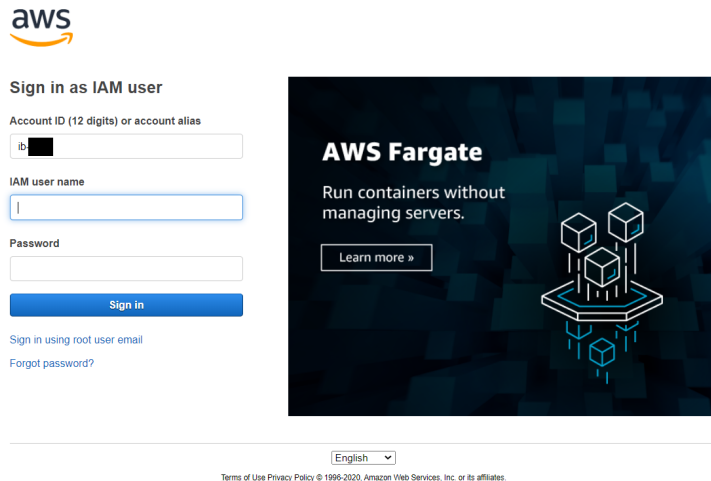 aws
Sign in as IAM user
Account ID (12 digits) or account alias
ib-
IAM user name
Password
Sign in
Sign in using root user email
Forgot password?
AWS Fargate
Run containers without
managing servers.
Learn more »
English
Terms of Use Privacy Policy © 1996-2020, Amazon Web Services, Inc. or its affiliates.